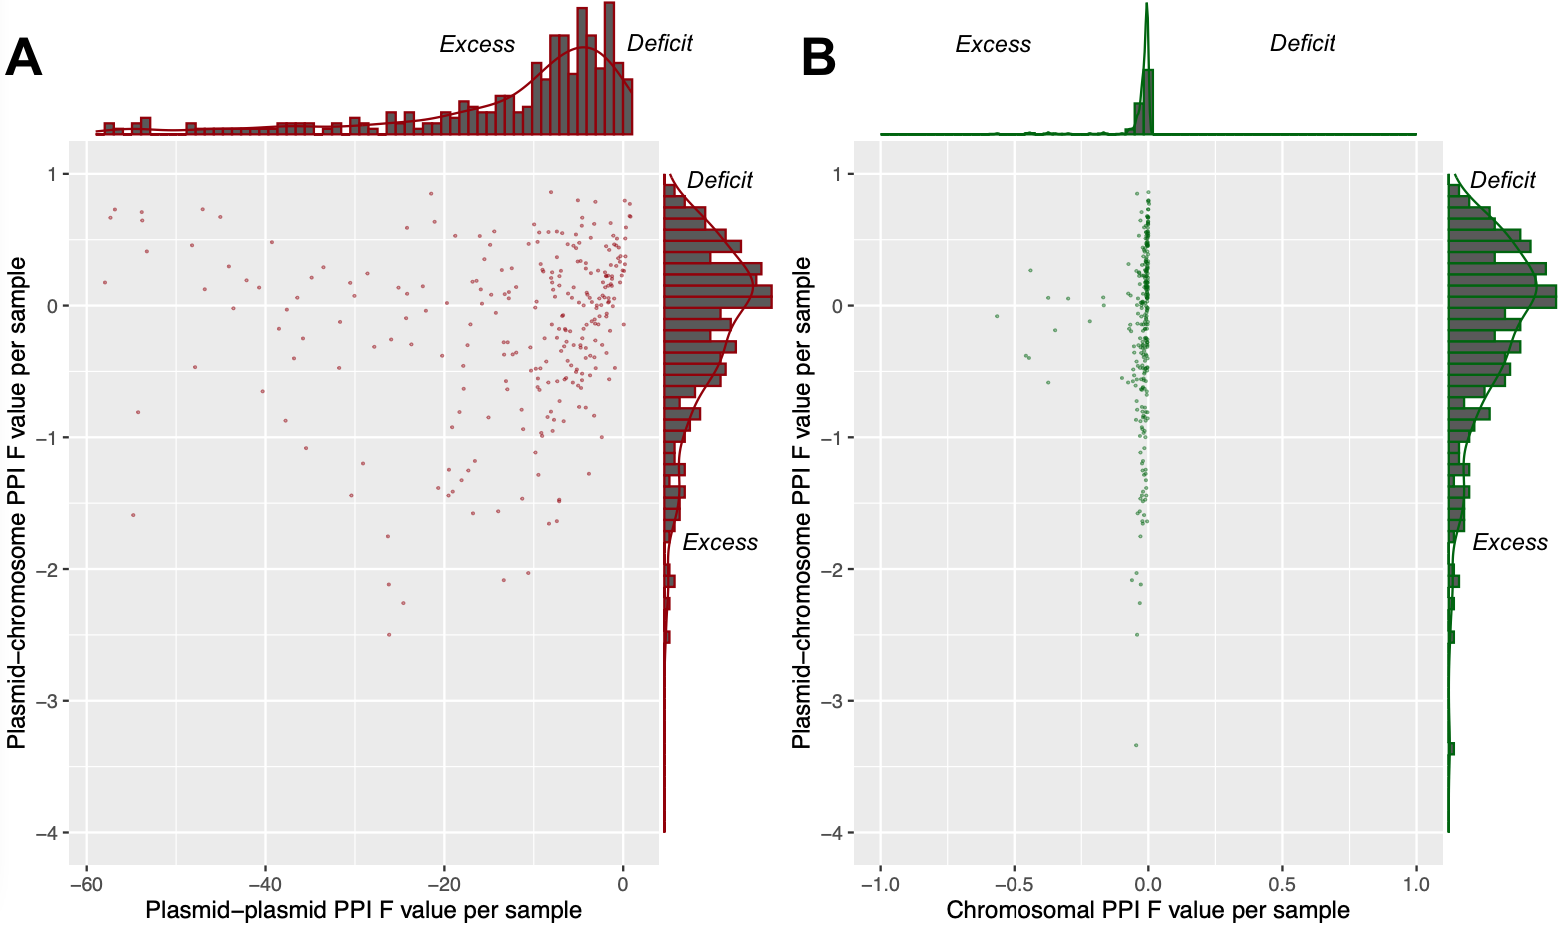 A
Excess
Deficit
Deficit
Excess
Plasmid−chromosome PPI F value per sample
1
0
−1
−2
−3
−4
−60
−40
−20
0
Plasmid−plasmid PPI F value per sample
B
Excess
Deficit
Deficit
Excess
Plasmid−chromosome PPI F value per sample
1
0
−1
−2
−3
−4
−1.0
−0.5
0.0
0.5
1.0
Chromosomal PPI F value per sample